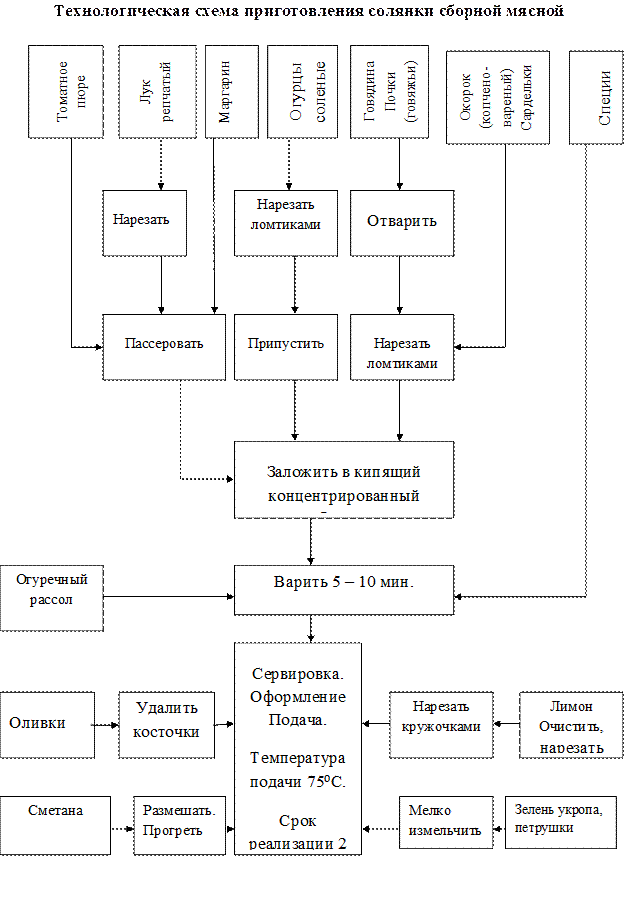 Технологическая схема приготовления солянки сборной мясной
Томатное
пюре
Лук
репчатый
Маргарин
Огурцы
соленые
Говядина
Почки
(говяжьи)
Окорок
(копчено-
вареный)
Сардельки
Специи
Нарезать
Нарезать
ломтиками
Отварить
Пассеровать
Припустить
Нарезать
ломтиками
Заложить в кипящий
концентрированный
Огуречный
рассол
Варить 5 – 10 мин.
Сервировка.
Оформление
Подача.
Температура
подачи 75⁰С.
Срок
реализации 2
Оливки
Удалить
косточки
Нарезать
кружочками
Лимон
Очистить,
нарезать
Сметана
Размешать.
Прогреть
Мелко
измельчить
Зелень укропа,
петрушки